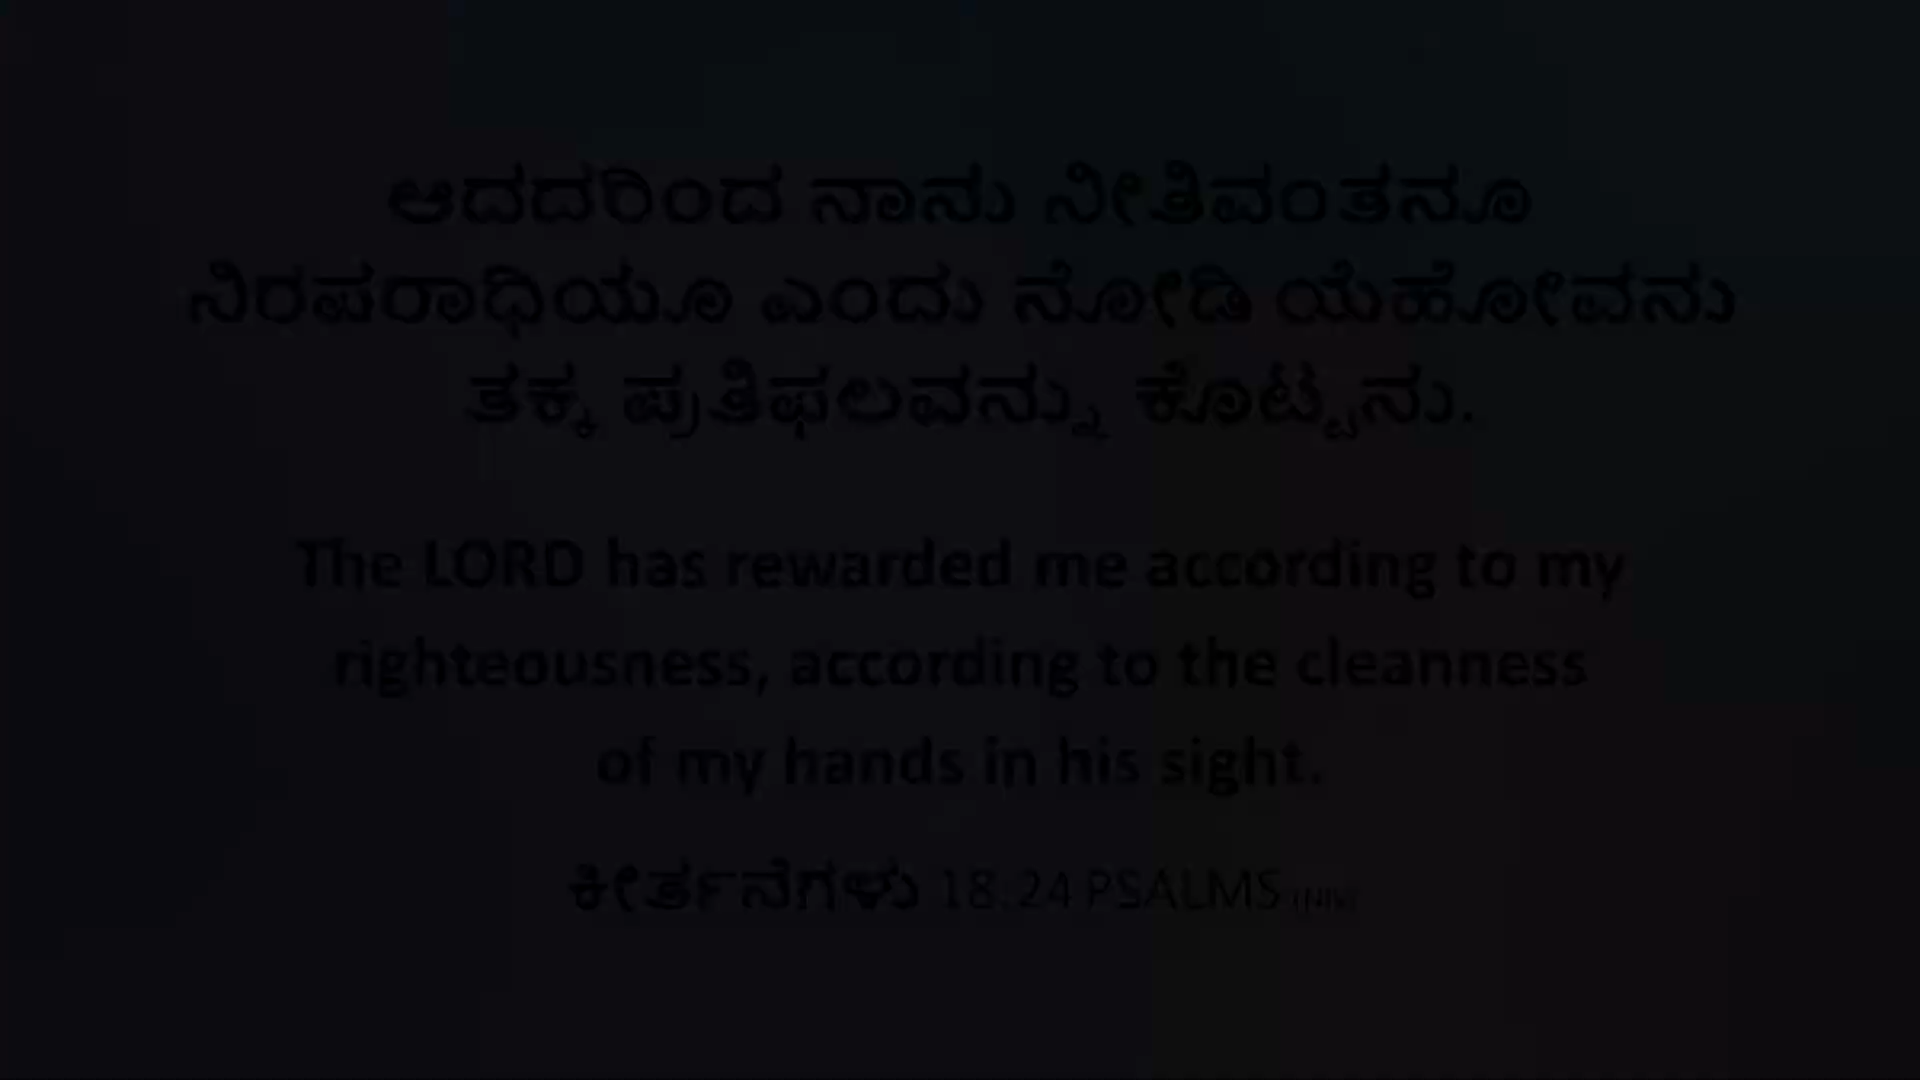 ಆದದರಿಂದ ನಾನು ನೀತಿವಂತನೂ
ನಿರಪರಾಧಿಯೂ ಎಂದು ನೋಡಿ ಯೆಹೋವನು
ತಕ್ಕ ಪ್ರತಿಫಲವನ್ನು ಕೊಟ್ಟನು.
The LORD has rewarded me according to my
righteousness, according to the cleanness
of my hands in his sight.
ಕೀರ್ತನೆಗಳು 18:24 PSALMS (NIV)